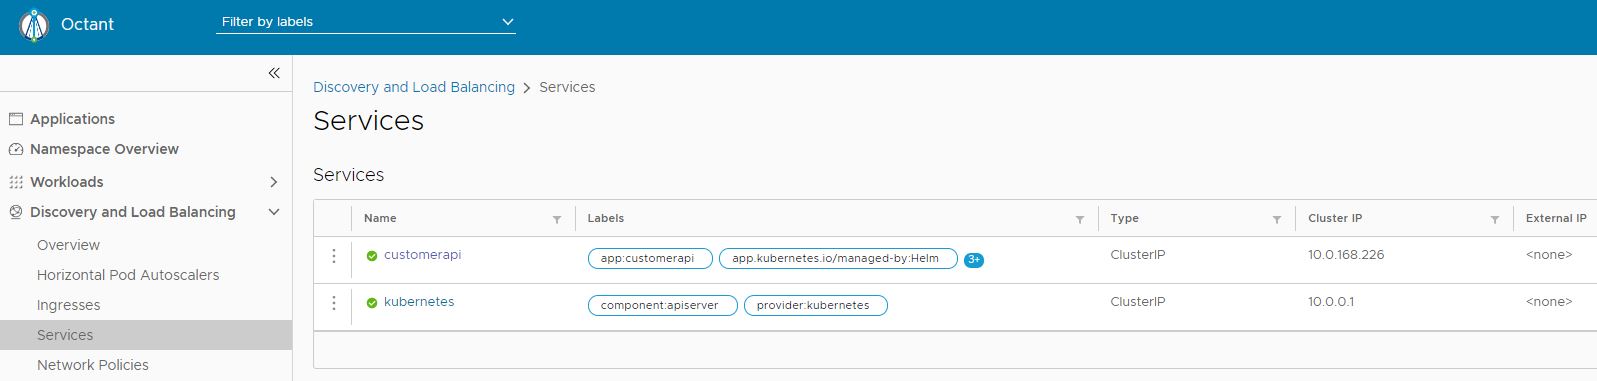 Octant
Filter by labels
Discovery and Load Balancing > Services
Services
Applications
Namespace Overview
Workloads
Discovery and Load Balancing
Overview
Horizontal Pod Autoscalers
Ingresses
Services
Network Policies
Services
Name Labels Type Cluster IP External IP
customerapi app:customerapi app.kubernetes.io/managed-by:Helm 3+ ClusterIP 10.0.168.226 <none>
kubernetes component:apiserver provider:kubernetes ClusterIP 10.0.0.1 <none>